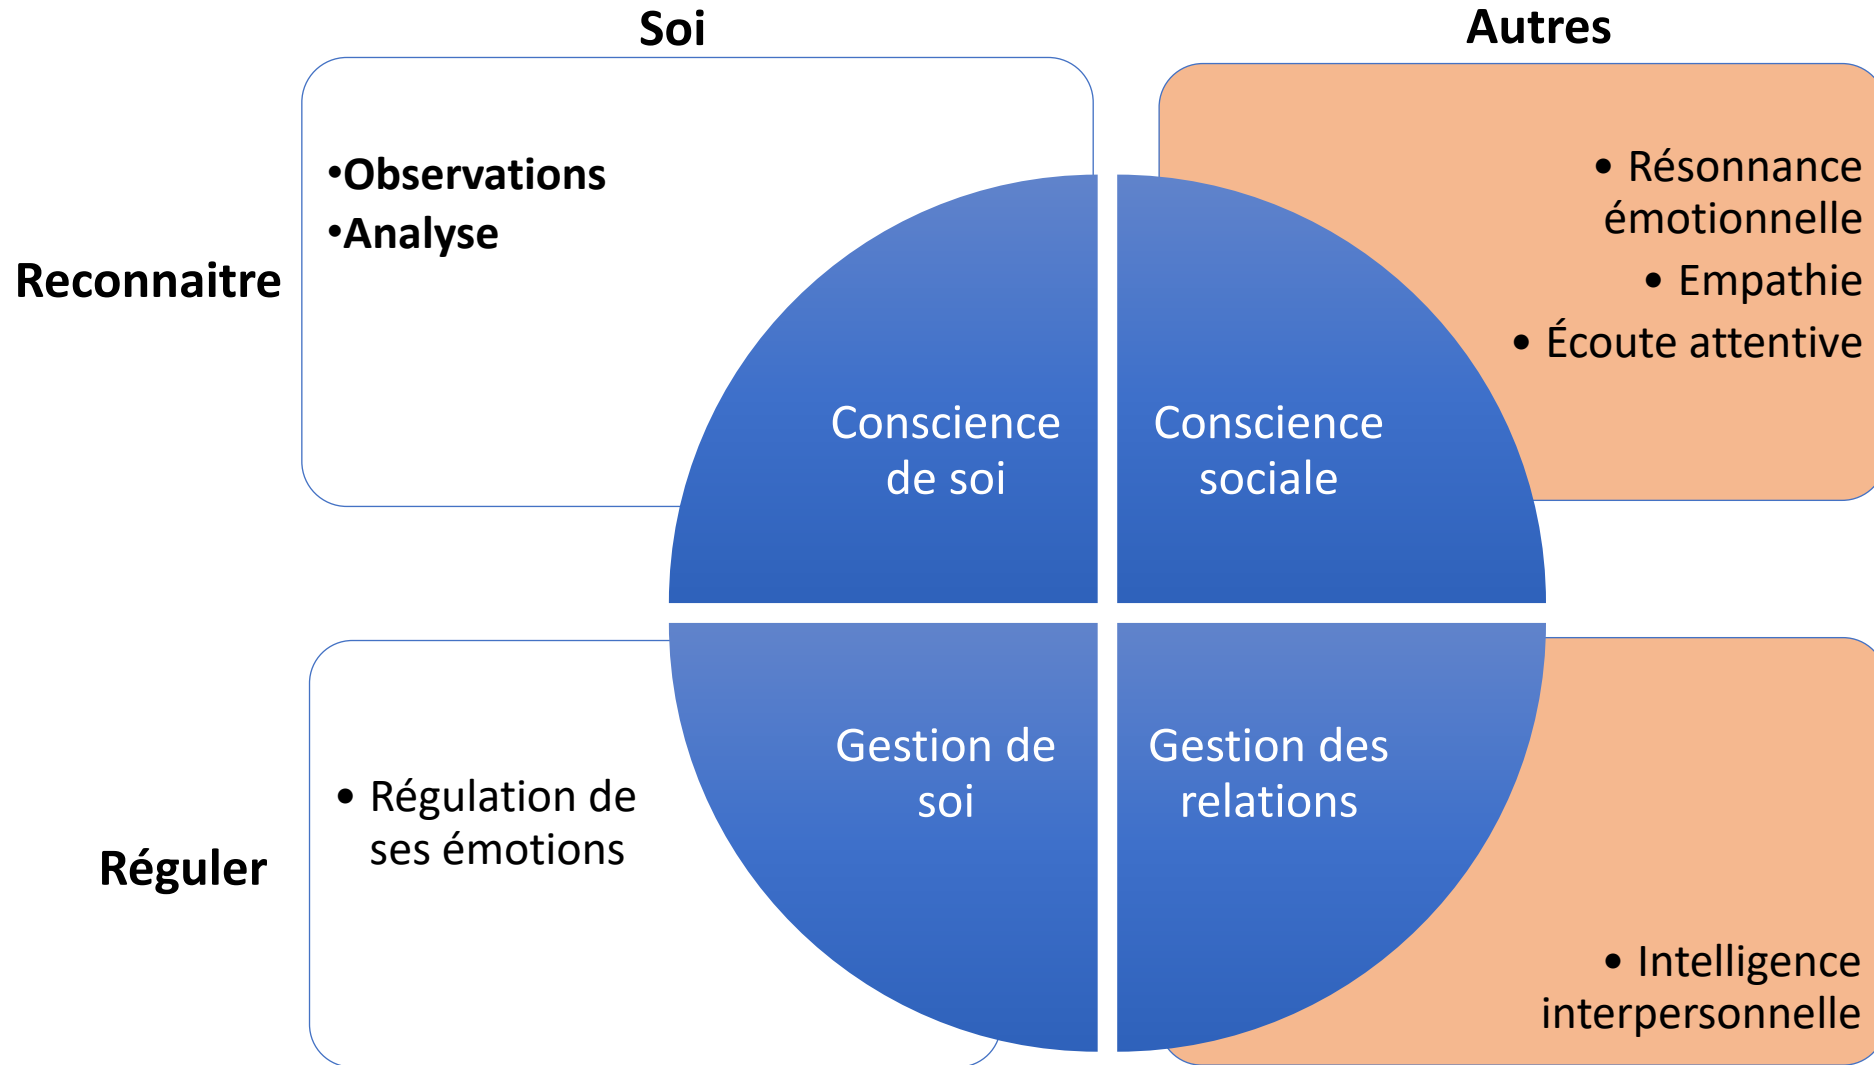 Soi
Autres
Reconnaitre
•Observations
•Analyse
• Résonnance
émotionnelle
• Empathie
• Écoute attentive
Conscience
de soi
Conscience
sociale
Réguler
• Régulation de
ses émotions
Gestion de
soi
Gestion des
relations
• Intelligence
interpersonnelle